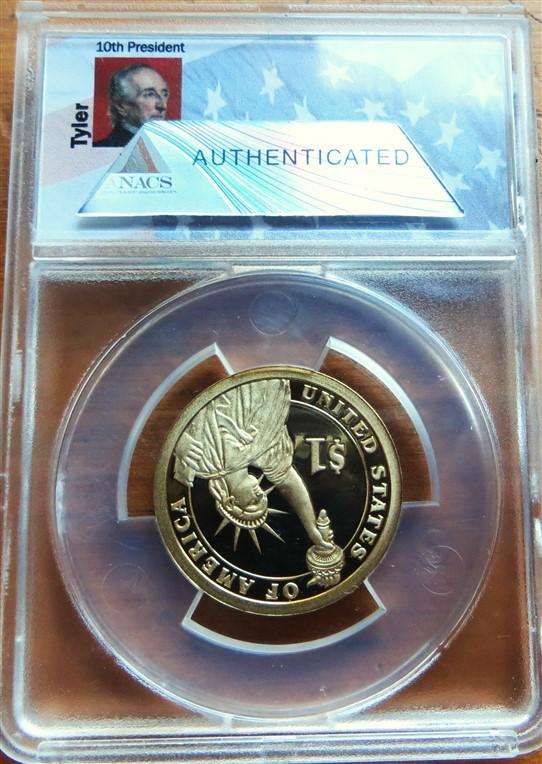 10th President
Tyler
ANACS
AUTHENTICATED
UNITED STATES OF AMERICA
$1